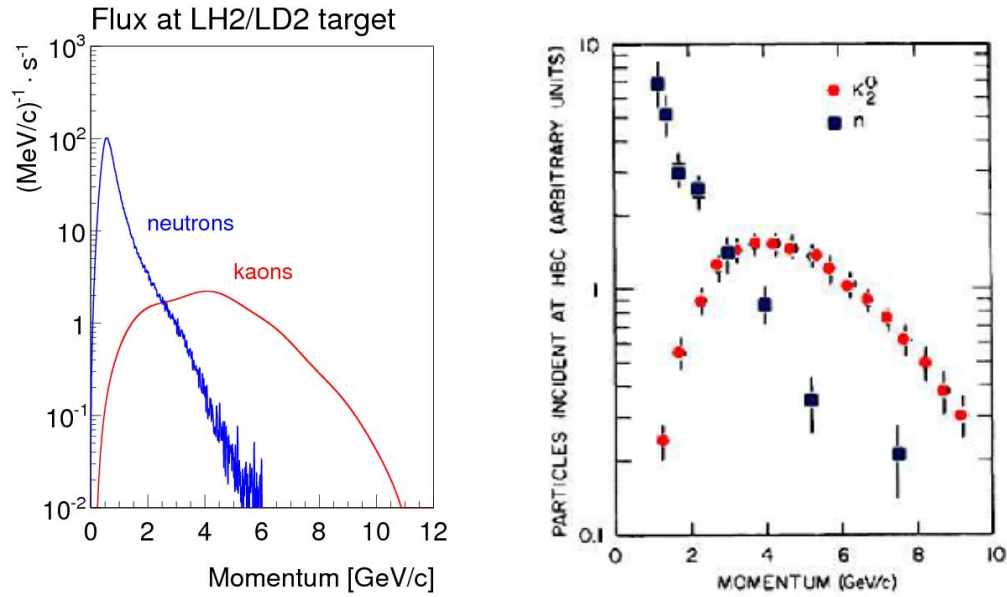 Flux at LH2/LD2 target
(MeV/c)⁻¹ · s⁻¹
10³
10²
10
1
10⁻¹
10⁻²
neutrons
kaons
0 2 4 6 8 10 12
Momentum [GeV/c]
PARTICLES INCIDENT AT HBC (ARBITRARY UNITS)
10
1
0.1
K₂⁰
n
0 2 4 6 8 10
MOMENTUM (GeV/c)